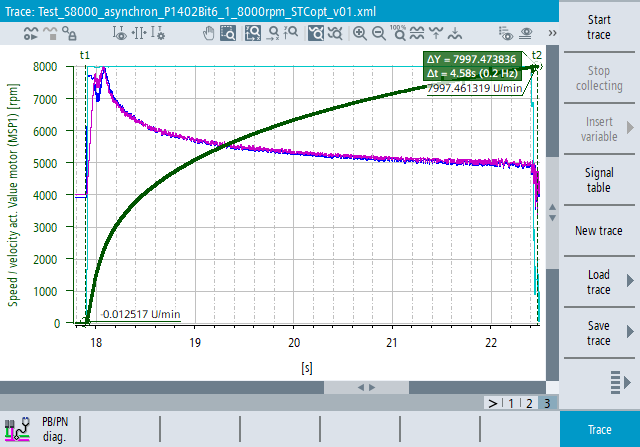 Trace: Test_S8000_asynchron_P1402Bit6_1_8000rpm_STCopt_v01.xml
Start
trace
100%
»
Stop
collecting
Insert
variable
Signal
table
New trace
Load
trace
Save
trace
t1
t2
ΔY = 7997.473836
Δt = 4.58s (0.2 Hz)
7997.461319 U/min
Speed / velocity act. Value motor (MSP1) [rpm]
8000
7000
6000
5000
4000
3000
2000
1000
0
-0.012517 U/min
18
19
20
21
22
[s]
> 1 2 3
PB/PN
diag.
Trace